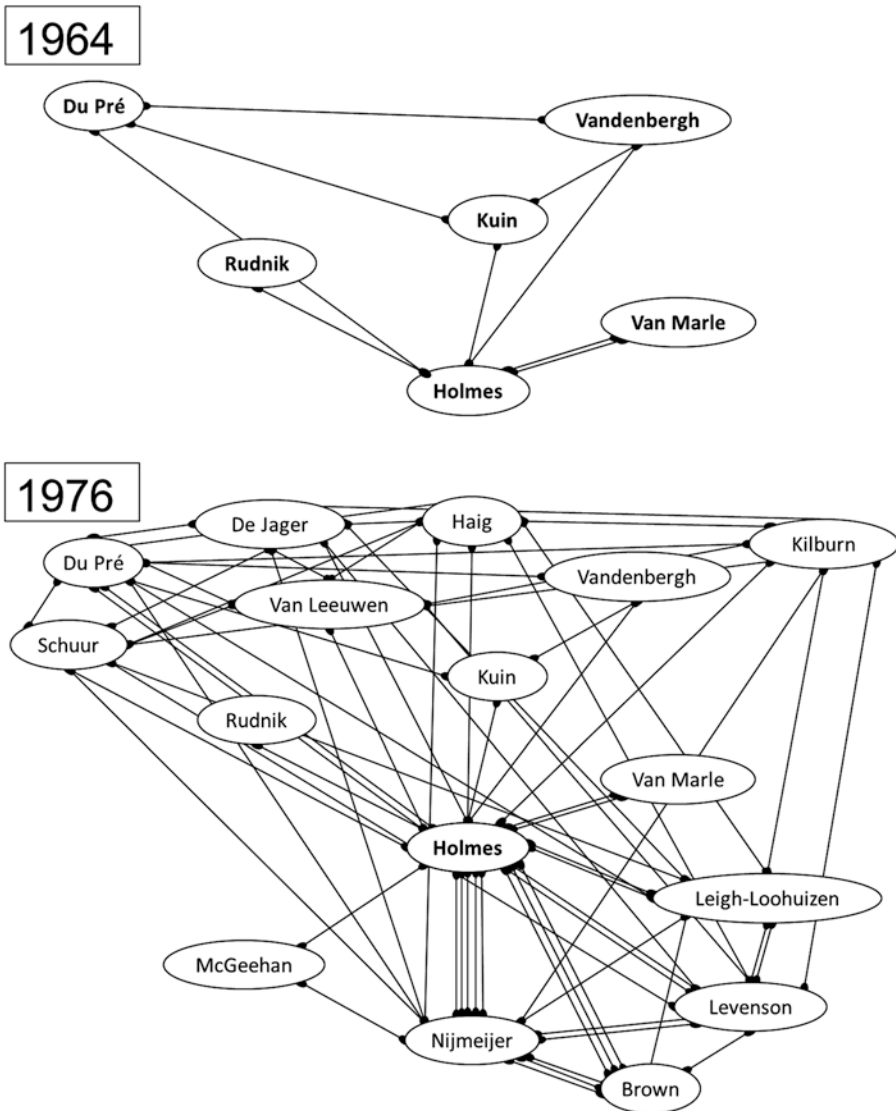 1964
Du Pré
Vandenbergh
Kuin
Rudnik
Van Marle
Holmes
1976
De Jager
Haig
Kilburn
Du Pré
Vandenbergh
Van Leeuwen
Schuur
Kuin
Rudnik
Van Marle
Holmes
Leigh-Loohuizen
McGeehan
Levenson
Nijmeijer
Brown